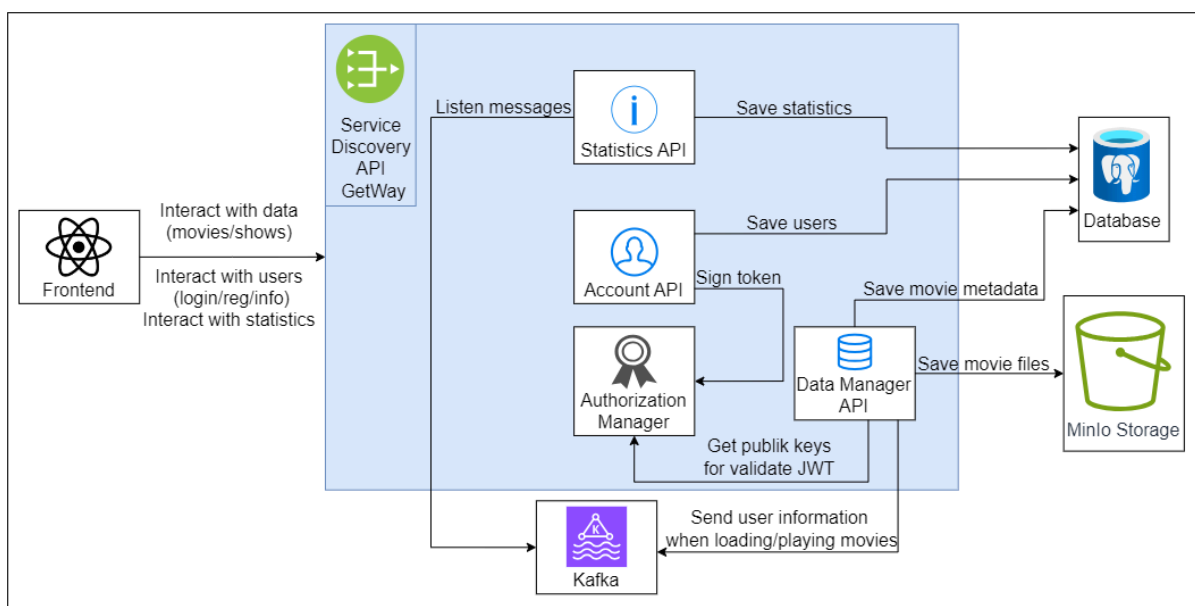 Service
Discovery
API
GetWay
Listen messages
i
Statistics API
Save statistics
Database
Interact with data
(movies/shows)
Frontend
Interact with users
(login/reg/info)
Interact with statistics
Account API
Save users
Sign token
Save movie metadata
Authorization
Manager
Data Manager
API
Save movie files
MinIo Storage
Get publik keys
for validate JWT
K
Kafka
Send user information
when loading/playing movies